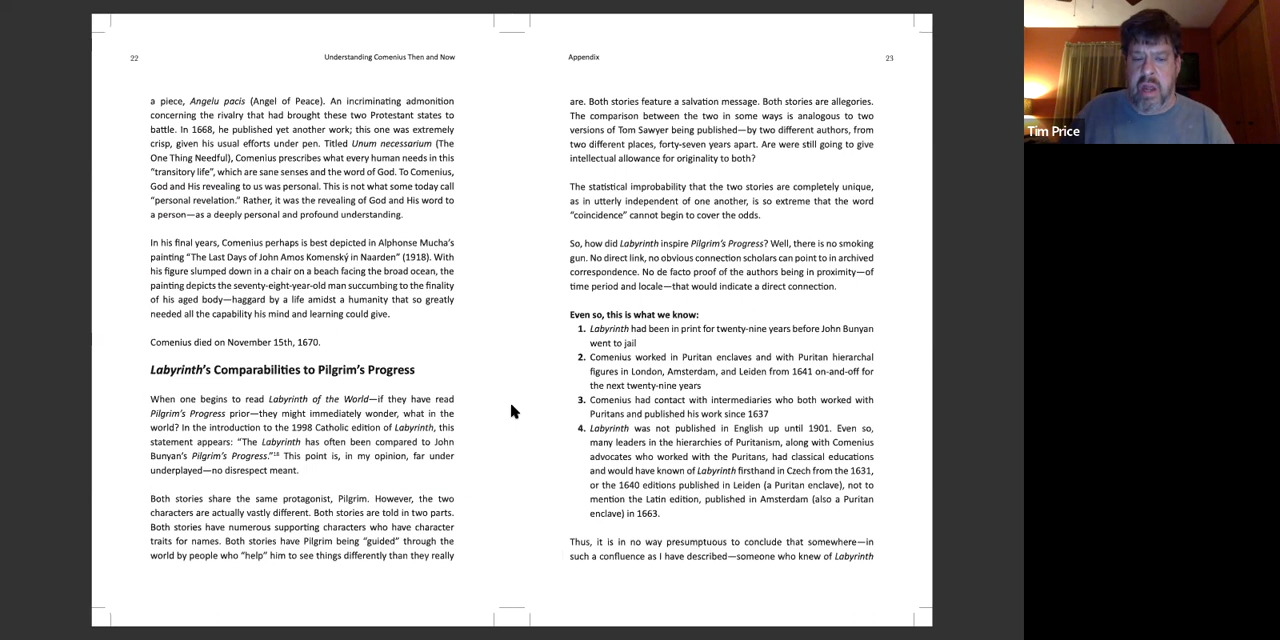 22
Understanding Comenius Then and Now
a piece, Angelu pacis (Angel of Peace). An incriminating admonition
concerning the rivalry that had brought these two Protestant states to
battle. In 1668, he published yet another work; this one was extremely
crisp, given his usual efforts under pen. Titled Unum necessarium (The
One Thing Needful), Comenius prescribes what every human needs in this
“transitory life”, which are sane senses and the word of God. To Comenius,
God and His revealing to us was personal. This is not what some today call
“personal revelation.” Rather, it was the revealing of God and His word to
a person—as a deeply personal and profound understanding.
In his final years, Comenius perhaps is best depicted in Alphonse Mucha’s
painting “The Last Days of John Amos Komenský in Naarden” (1918). With
his figure slumped down in a chair on a beach facing the broad ocean, the
painting depicts the seventy-eight-year-old man succumbing to the finality
of his aged body—haggard by a life amidst a humanity that so greatly
needed all the capability his mind and learning could give.
Comenius died on November 15th, 1670.
Labyrinth’s Comparabilities to Pilgrim’s Progress
When one begins to read Labyrinth of the World—if they have read
Pilgrim’s Progress prior—they might immediately wonder, what in the
world? In the introduction to the 1998 Catholic edition of Labyrinth, this
statement appears: “The Labyrinth has often been compared to John
Bunyan’s Pilgrim’s Progress.”18 This point is, in my opinion, far under
underplayed—no disrespect meant.
Both stories share the same protagonist, Pilgrim. However, the two
characters are actually vastly different. Both stories are told in two parts.
Both stories have numerous supporting characters who have character
traits for names. Both stories have Pilgrim being “guided” through the
world by people who “help” him to see things differently than they really
Appendix
23
are. Both stories feature a salvation message. Both stories are allegories.
The comparison between the two in some ways is analogous to two
versions of Tom Sawyer being published—by two different authors, from
two different places, forty-seven years apart. Are were still going to give
intellectual allowance for originality to both?
The statistical improbability that the two stories are completely unique,
as in utterly independent of one another, is so extreme that the word
“coincidence” cannot begin to cover the odds.
So, how did Labyrinth inspire Pilgrim’s Progress? Well, there is no smoking
gun. No direct link, no obvious connection scholars can point to in archived
correspondence. No de facto proof of the authors being in proximity—of
time period and locale—that would indicate a direct connection.
Even so, this is what we know:
1. Labyrinth had been in print for twenty-nine years before John Bunyan
went to jail
2. Comenius worked in Puritan enclaves and with Puritan hierarchal
figures in London, Amsterdam, and Leiden from 1641 on-and-off for
the next twenty-nine years
3. Comenius had contact with intermediaries who both worked with
Puritans and published his work since 1637
4. Labyrinth was not published in English up until 1901. Even so,
many leaders in the hierarchies of Puritanism, along with Comenius
advocates who worked with the Puritans, had classical educations
and would have known of Labyrinth firsthand in Czech from the 1631,
or the 1640 editions published in Leiden (a Puritan enclave), not to
mention the Latin edition, published in Amsterdam (also a Puritan
enclave) in 1663.
Thus, it is in no way presumptuous to conclude that somewhere—in
such a confluence as I have described—someone who knew of Labyrinth
Tim Price